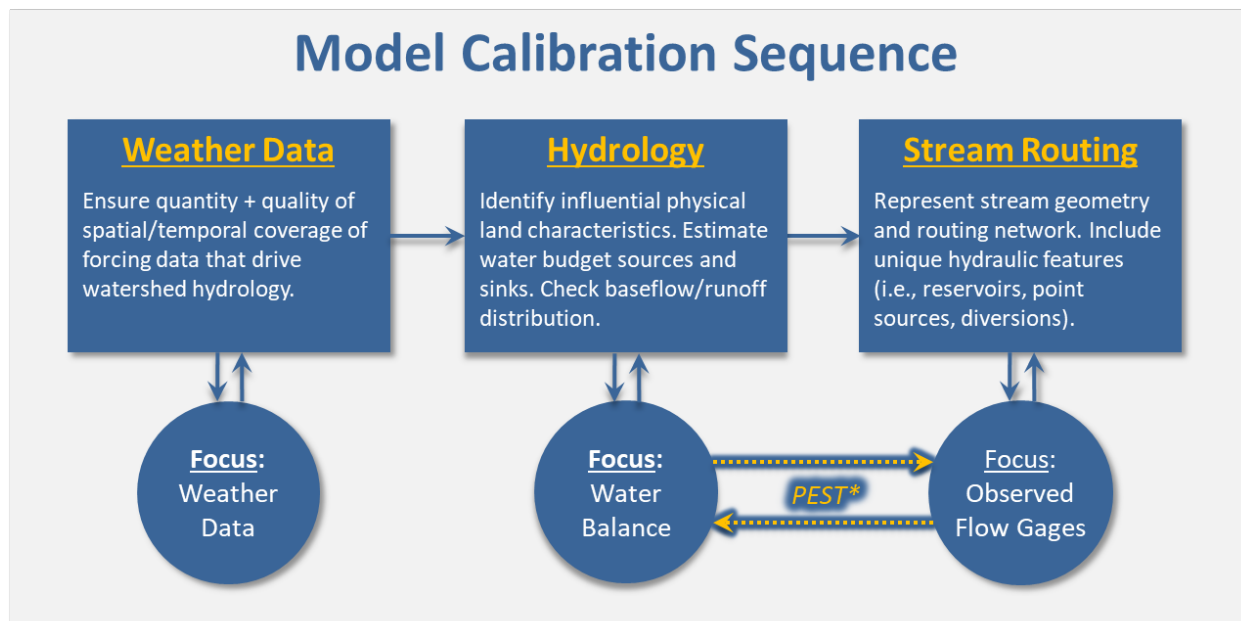 Model Calibration Sequence
Weather Data
Ensure quantity + quality of
spatial/temporal coverage of
forcing data that drive
watershed hydrology.
Hydrology
Identify influential physical
land characteristics. Estimate
water budget sources and
sinks. Check baseflow/runoff
distribution.
Stream Routing
Represent stream geometry
and routing network. Include
unique hydraulic features
(i.e., reservoirs, point
sources, diversions).
Focus:
Weather
Data
Focus:
Water
Balance
PEST*
Focus:
Observed
Flow Gages